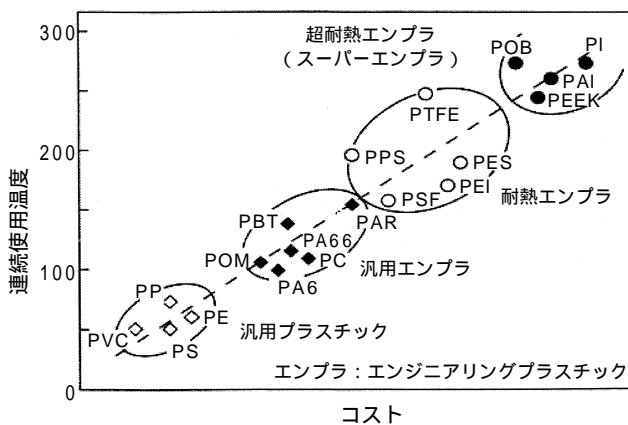 300
200
100
0
連続使用温度
コスト
超耐熱エンプラ
(スーパーエンプラ)
POB
PI
PAI
PEEK
PTFE
PPS
PES
PEI
PSF
耐熱エンプラ
PBT
PAR
PA66
POM
PC
PA6
汎用エンプラ
PP
PE
PVC
PS
汎用プラスチック
エンプラ:エンジニアリングプラスチック